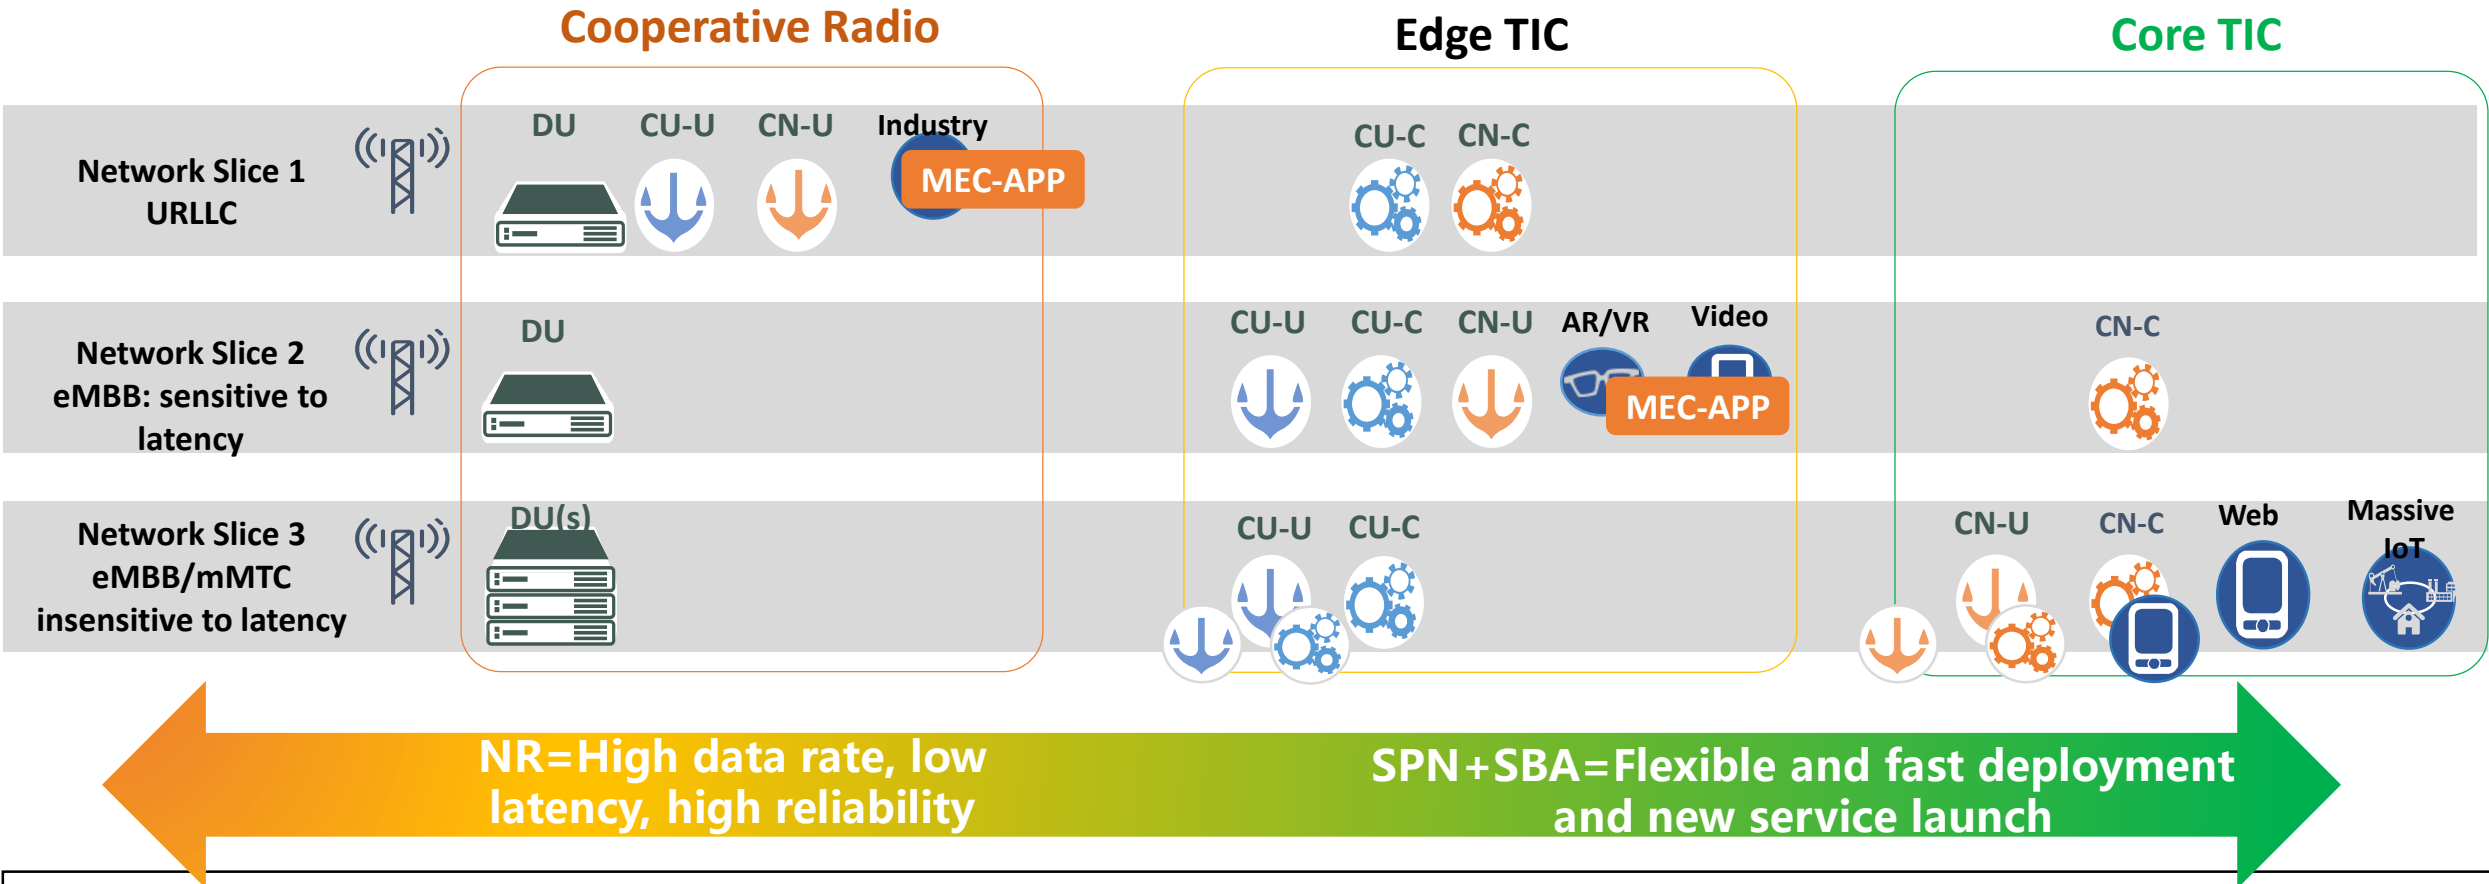 Cooperative Radio
Edge TIC
Core TIC
Network Slice 1
URLLC
DU
CU-U
CN-U
Industry
MEC-APP
CU-C
CN-C
Network Slice 2
eMBB: sensitive to
latency
DU
CU-U
CU-C
CN-U
AR/VR
Video
MEC-APP
CN-C
Network Slice 3
eMBB/mMTC
insensitive to latency
DU(s)
CU-U
CU-C
CN-U
CN-C
Web
Massive
IoT
NR=High data rate, low
latency, high reliability
SPN+SBA=Flexible and fast deployment
and new service launch